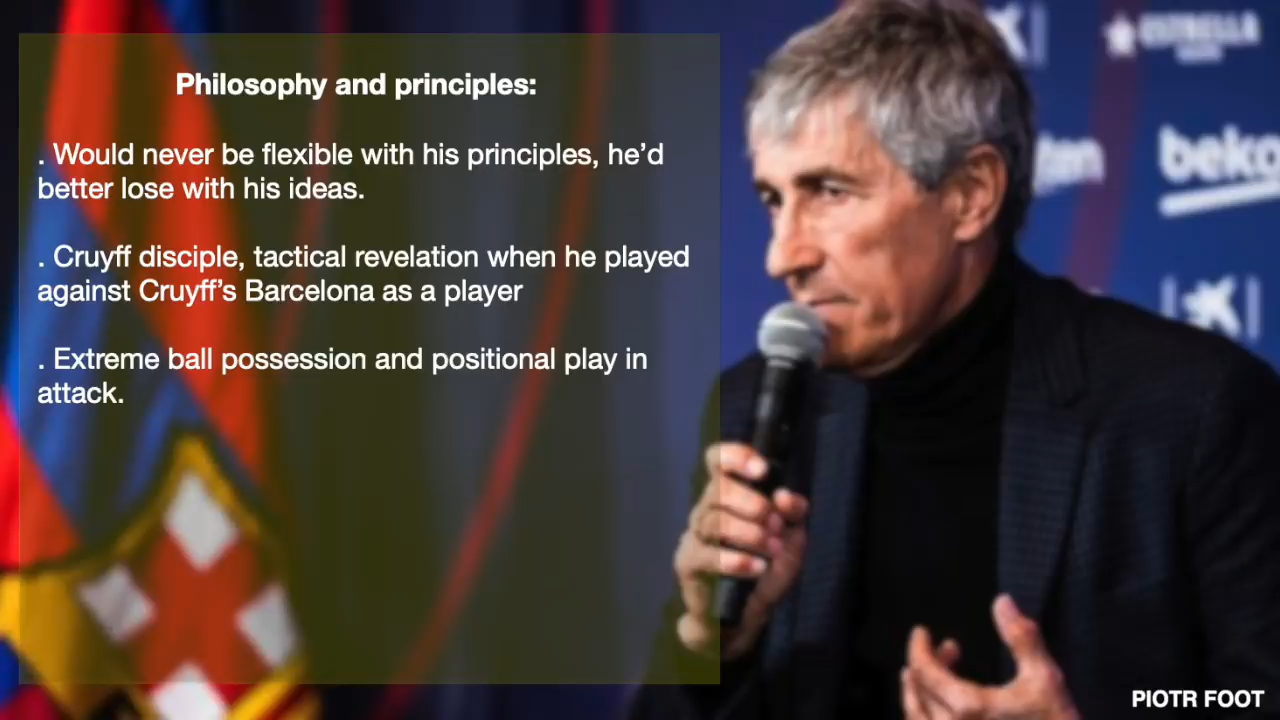 Philosophy and principles:
. Would never be flexible with his principles, he’d
better lose with his ideas.
. Cruyff disciple, tactical revelation when he played
against Cruyff’s Barcelona as a player
. Extreme ball possession and positional play in
attack.
ESTRELLA
beko
PIOTR FOOT